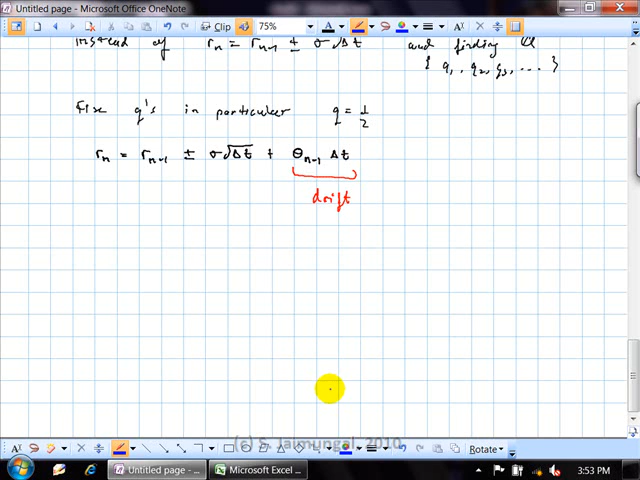 Untitled page - Microsoft Office OneNote
75%
Instead of r_n = r_{n-1} ± σ√Δt and finding Q
{ q_1, q_2, q_3, .... }
Fix q's in particular q = 1/2
r_n = r_{n-1} ± σ√Δt + θ_{n-1} Δt
drift
(c) S. Jaimungal, 2010
Rotate
Untitled page - ...
Microsoft Excel ...
3:53 PM